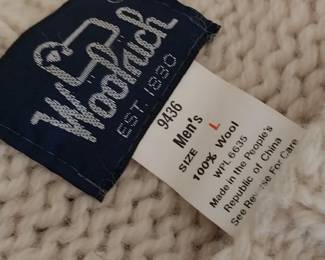 Woolrich
EST. 1830
9436
Men's
SIZE L
100% Wool
WPL 6635
Made in the People's
Republic of China
See Reverse For Care